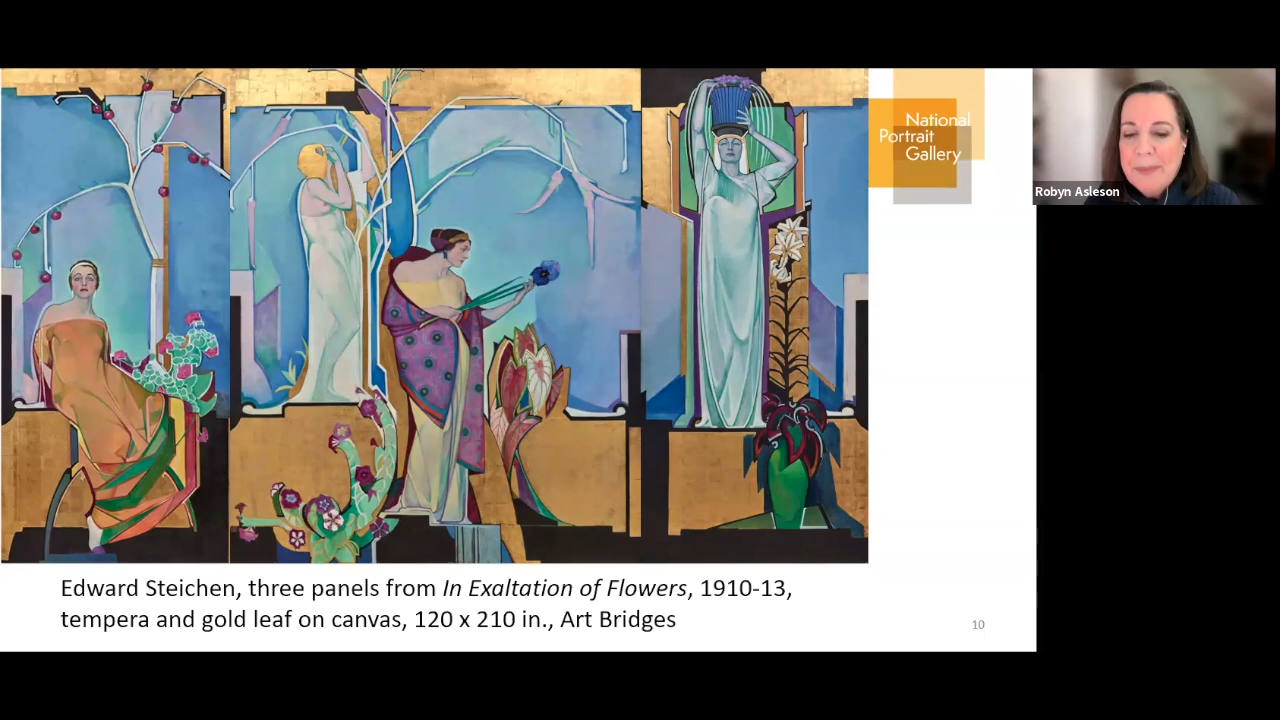 National
Portrait
Gallery
Robyn Asleson
Edward Steichen, three panels from In Exaltation of Flowers, 1910-13,
tempera and gold leaf on canvas, 120 x 210 in., Art Bridges
10